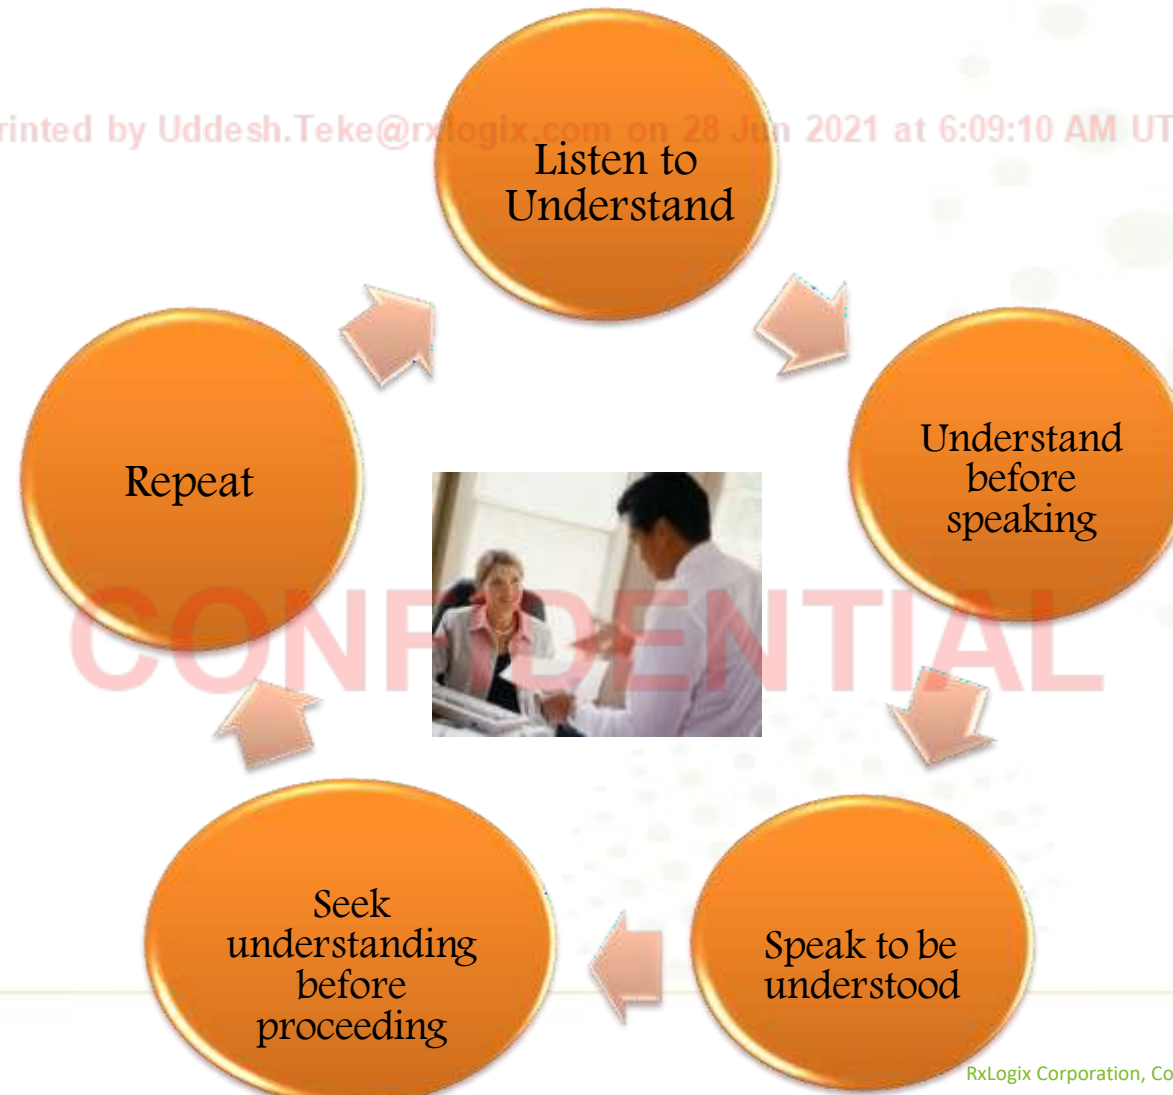 rinted by Uddesh.Teke@rxlogix.com on 28 Jun 2021 at 6:09:10 AM UT
Listen to
Understand
Understand
before
speaking
Repeat
CONFIDENTIAL
Seek
understanding
before
proceeding
Speak to be
understood
RxLogix Corporation, Co